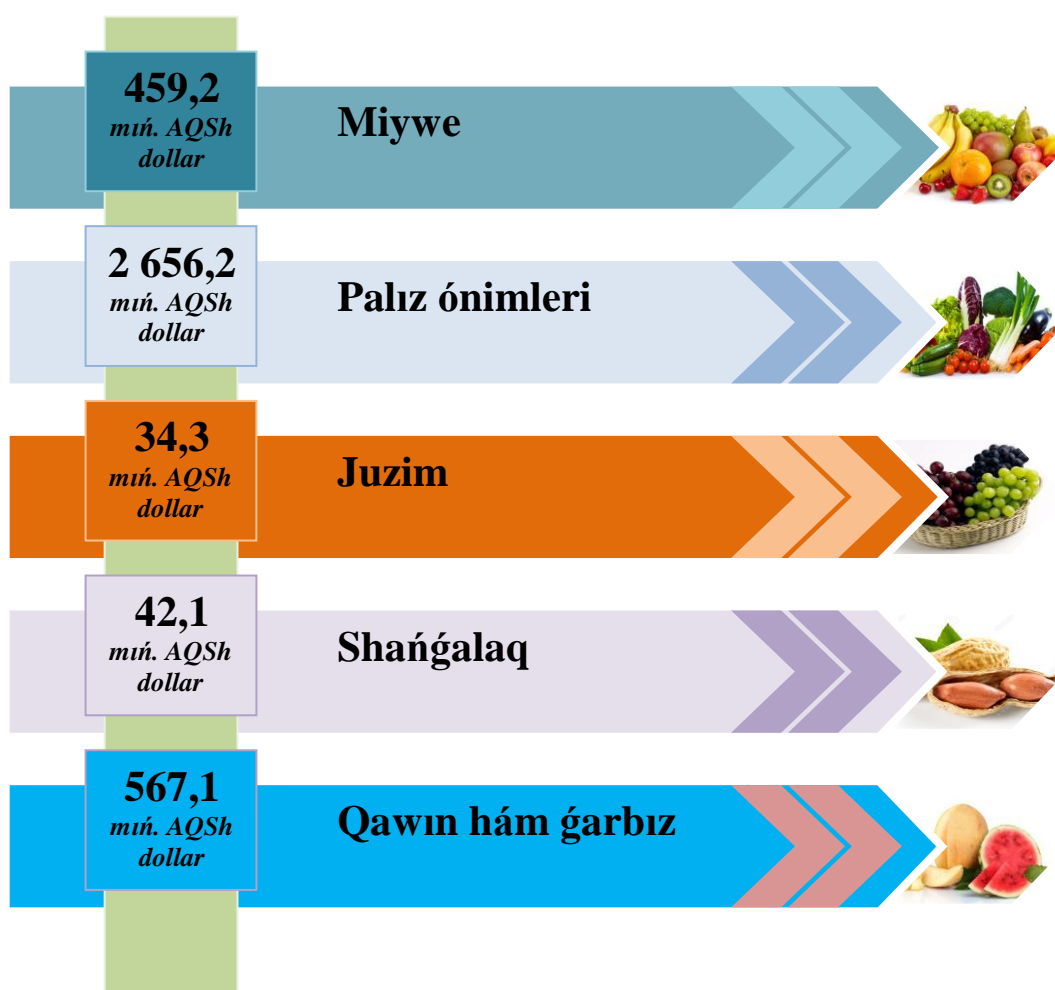 459,2
mıń. AQSh
dollar
Miywe
2 656,2
mıń. AQSh
dollar
Palız ónimleri
34,3
mıń. AQSh
dollar
Juzim
42,1
mıń. AQSh
dollar
Shańǵalaq
567,1
mıń. AQSh
dollar
Qawın hám ǵarbız